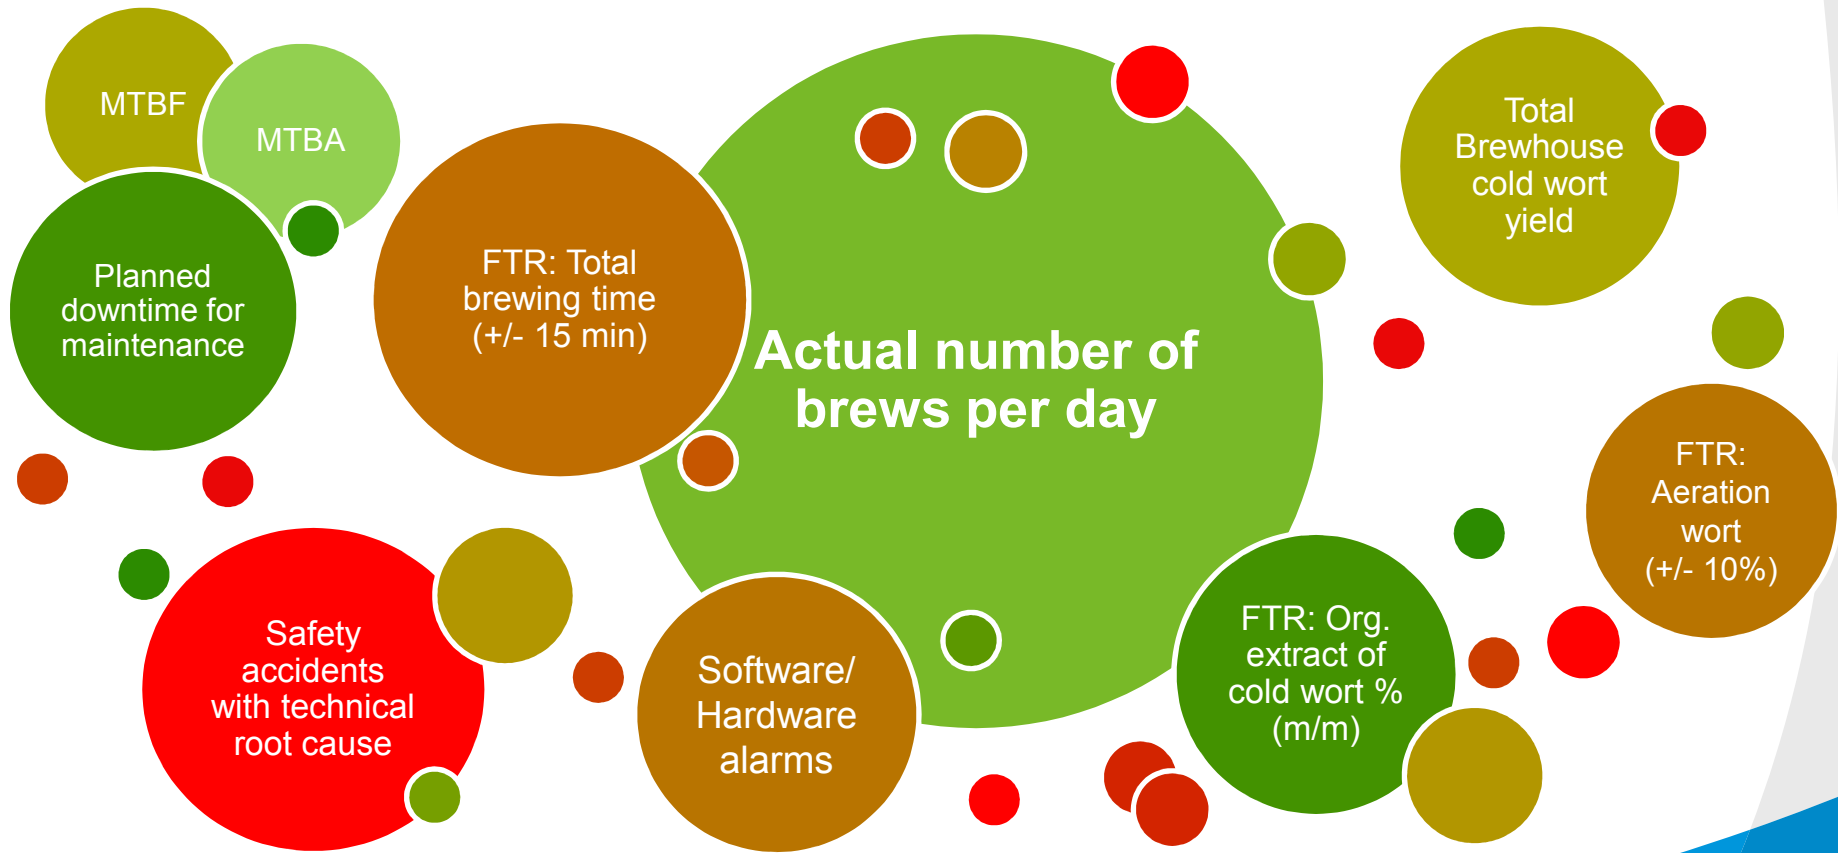 MTBF
MTBA
Planned
downtime for
maintenance
FTR: Total
brewing time
(+/- 15 min)
Actual number of
brews per day
Total
Brewhouse
cold wort
yield
FTR:
Aeration
wort
(+/- 10%)
Safety
accidents
with technical
root cause
Software/
Hardware
alarms
FTR: Org.
extract of
cold wort %
(m/m)